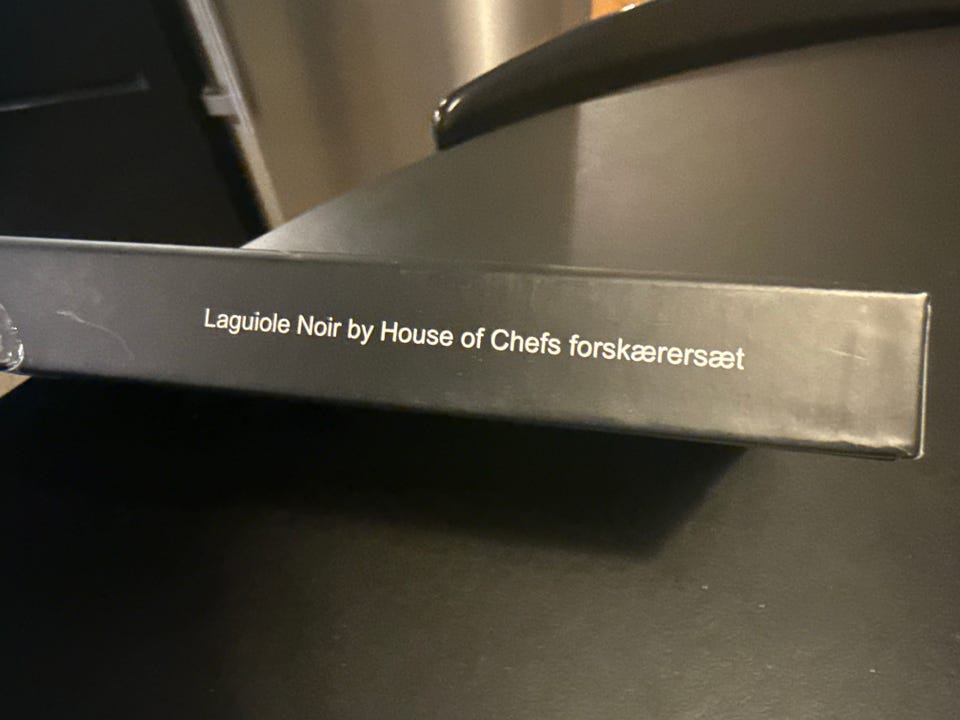 Laguiole Noir by House of Chefs forskærersæt